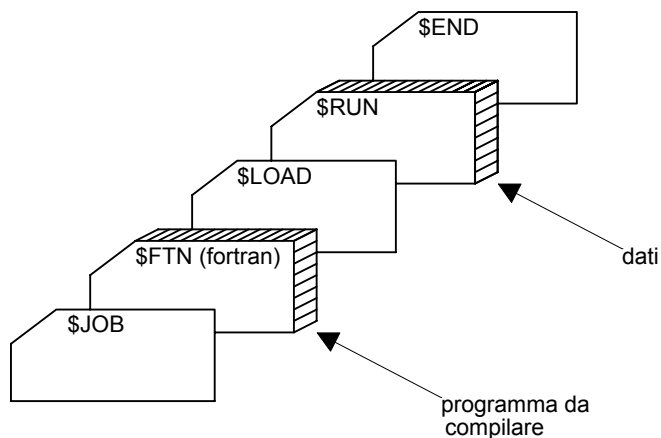 $END
$RUN
$LOAD
$FTN (fortran)
$JOB
dati
programma da
compilare